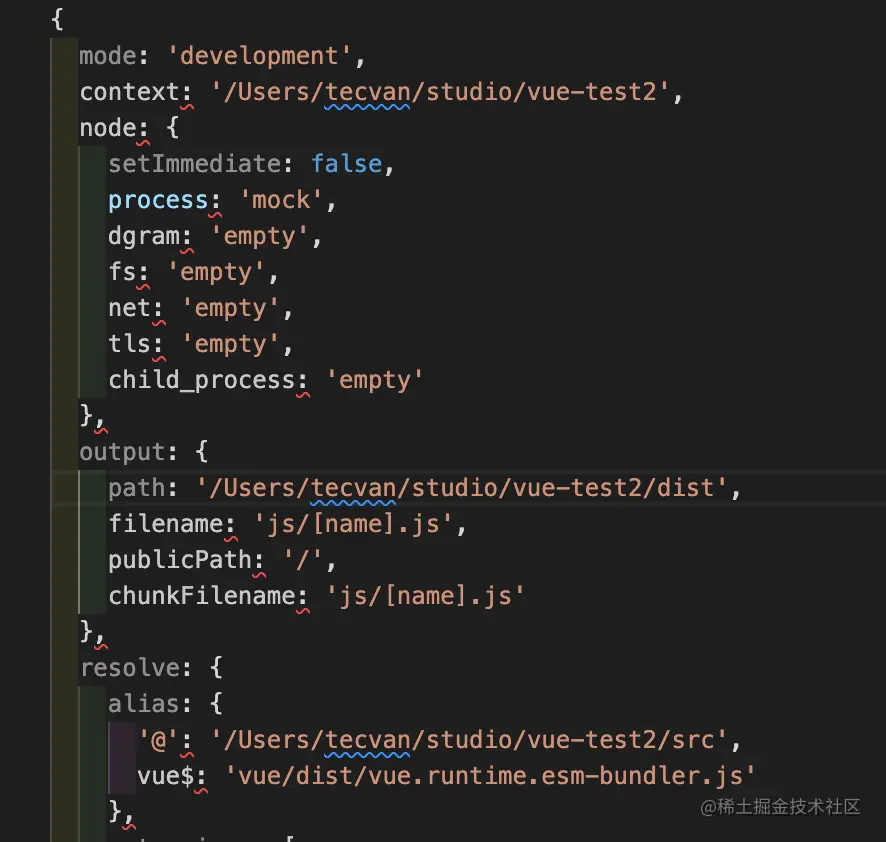 {
mode: 'development',
context: '/Users/tecvan/studio/vue-test2',
node: {
setImmediate: false,
process: 'mock',
dgram: 'empty',
fs: 'empty',
net: 'empty',
tls: 'empty',
child_process: 'empty'
},
output: {
path: '/Users/tecvan/studio/vue-test2/dist',
filename: 'js/[name].js',
publicPath: '/',
chunkFilename: 'js/[name].js'
},
resolve: {
alias: {
'@': '/Users/tecvan/studio/vue-test2/src',
vue$: 'vue/dist/vue.runtime.esm-bundler.js'
},
@稀土掘金技术社区